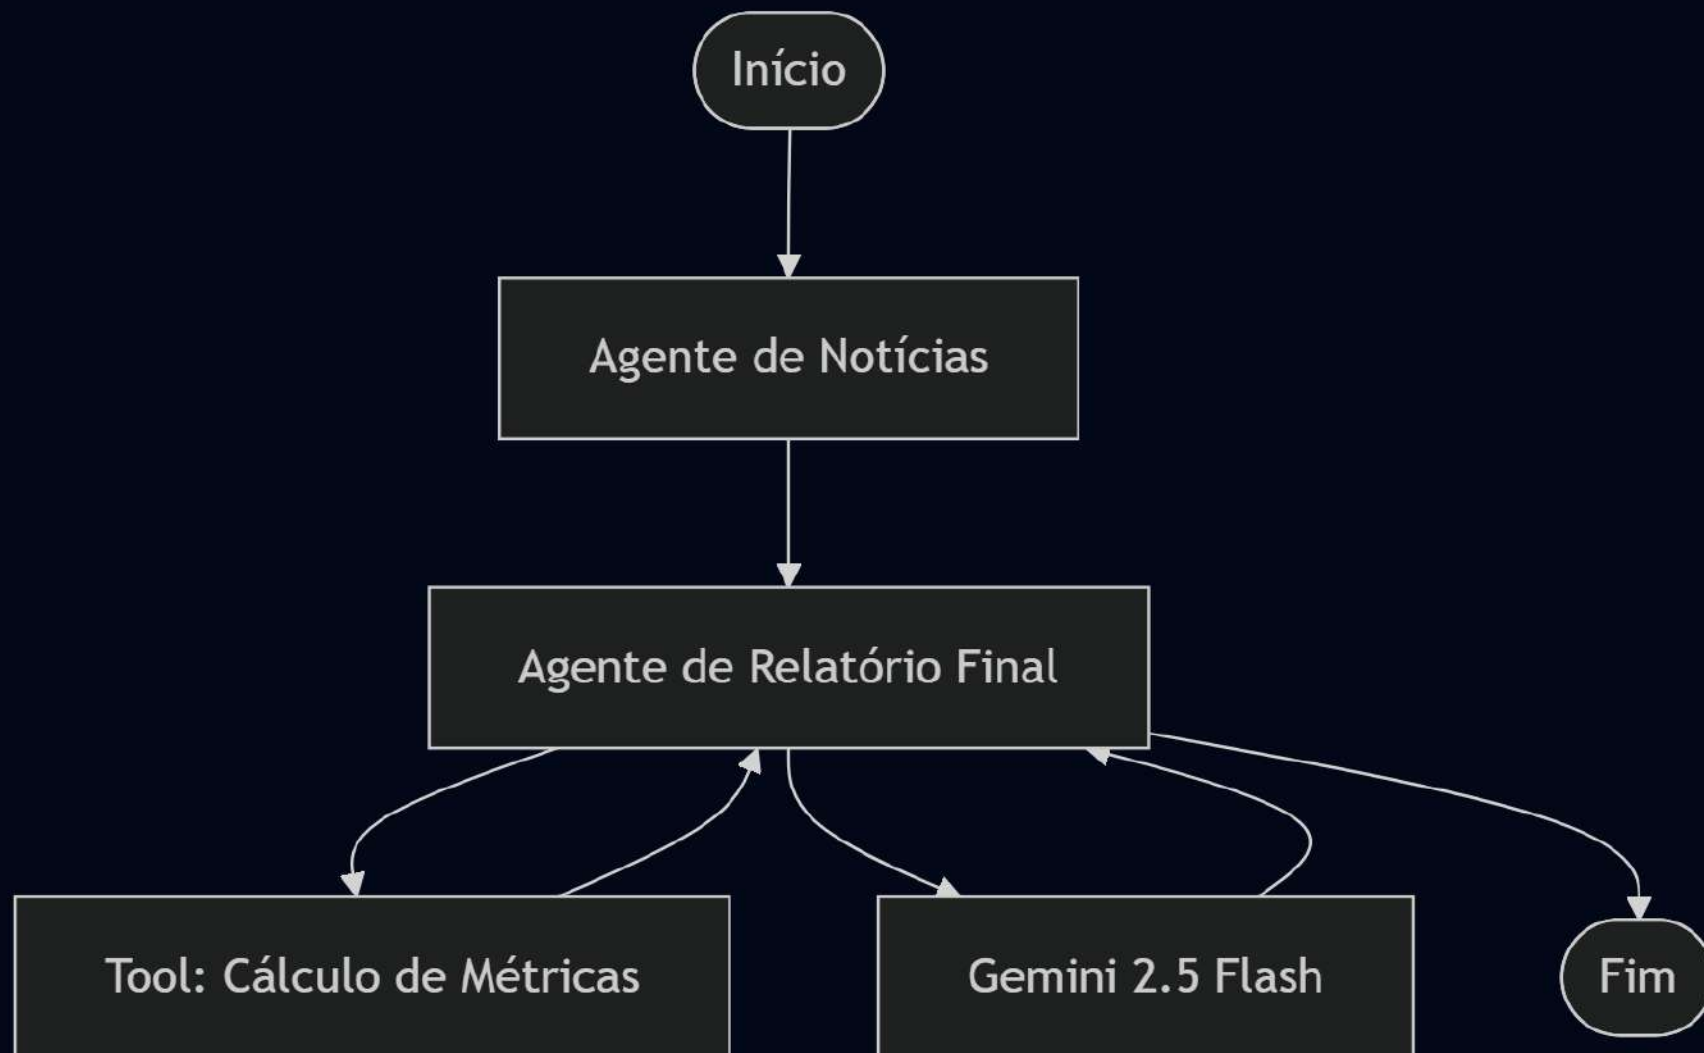 Início
Agente de Notícias
Agente de Relatório Final
Tool: Cálculo de Métricas
Gemini 2.5 Flash
Fim